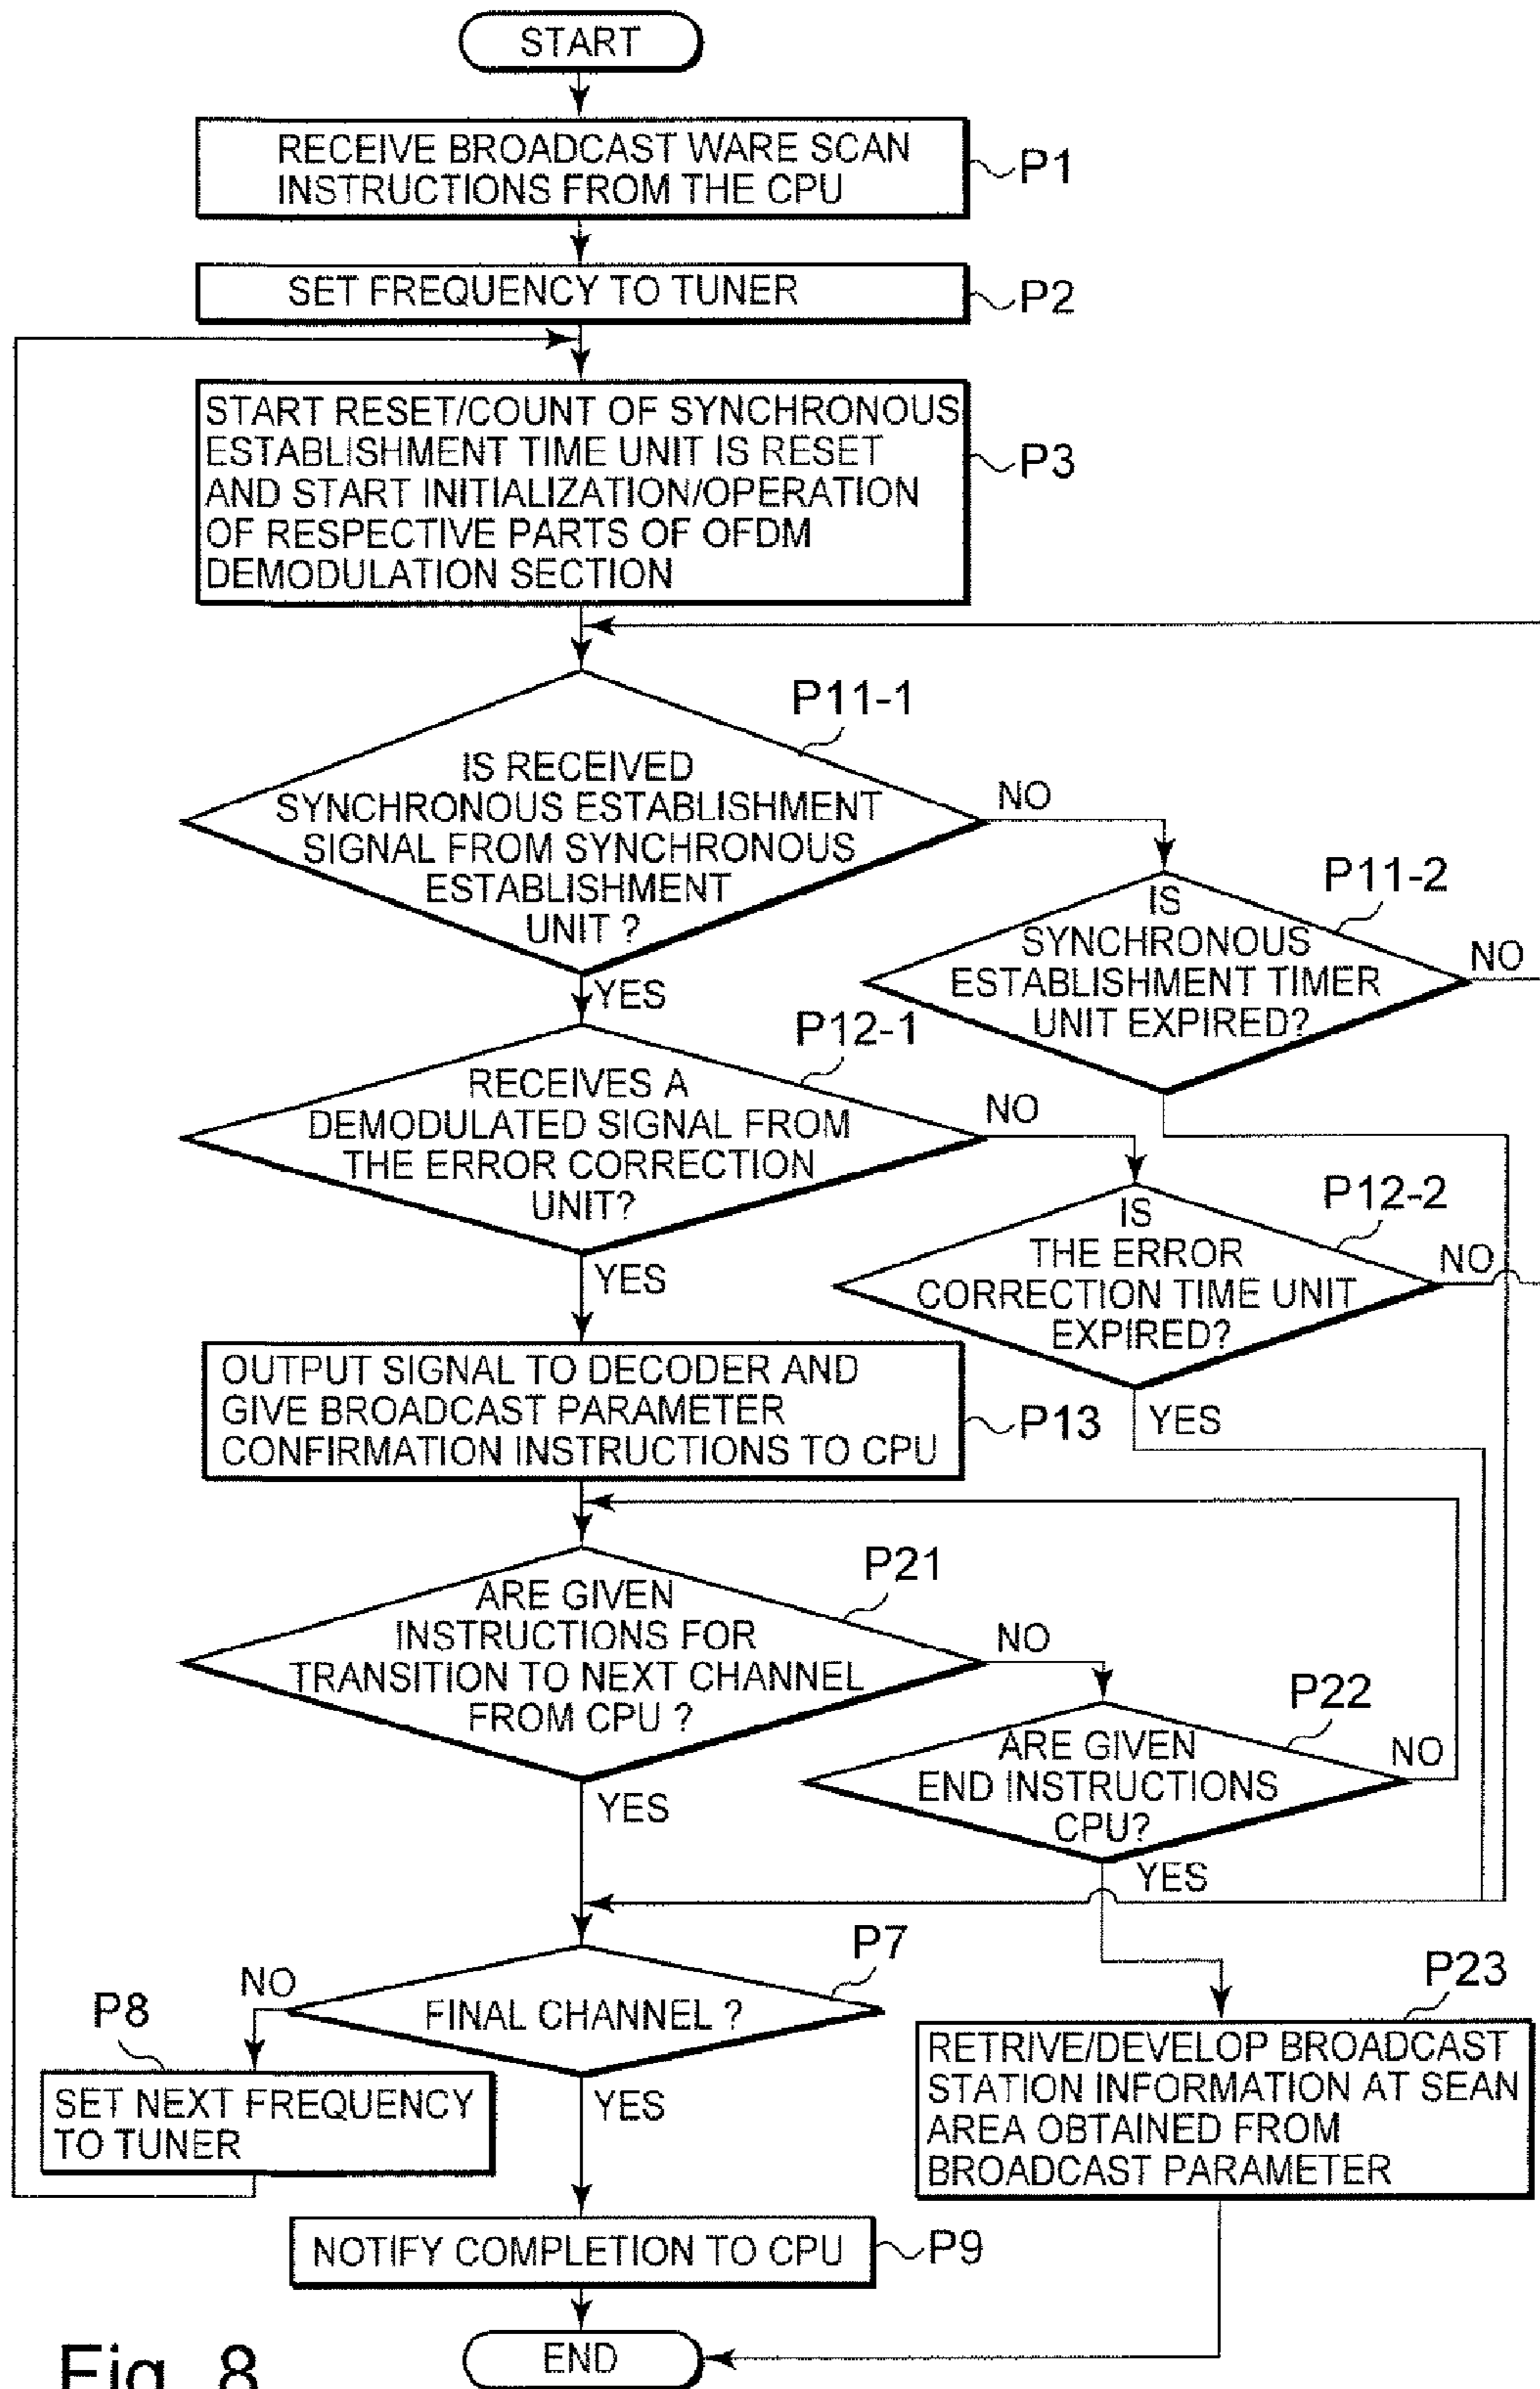 START
RECEIVE BROADCAST WARE SCAN
INSTRUCTIONS FROM THE CPU
P1
SET FREQUENCY TO TUNER
P2
START RESET/COUNT OF SYNCHRONOUS
ESTABLISHMENT TIME UNIT IS RESET
AND START INITIALIZATION/OPERATION
OF RESPECTIVE PARTS OF OFDM
DEMODULATION SECTION
P3
P11-1
IS RECEIVED
SYNCHRONOUS ESTABLISHMENT
SIGNAL FROM SYNCHRONOUS
ESTABLISHMENT
UNIT ?
NO
YES
P11-2
IS
SYNCHRONOUS
ESTABLISHMENT TIMER
UNIT EXPIRED?
NO
P12-1
RECEIVES A
DEMODULATED SIGNAL FROM
THE ERROR CORRECTION
UNIT?
NO
YES
P12-2
IS
THE ERROR
CORRECTION TIME UNIT
EXPIRED?
NO
YES
OUTPUT SIGNAL TO DECODER AND
GIVE BROADCAST PARAMETER
CONFIRMATION INSTRUCTIONS TO CPU
P13
P21
ARE GIVEN
INSTRUCTIONS FOR
TRANSITION TO NEXT CHANNEL
FROM CPU ?
NO
YES
P22
ARE GIVEN
END INSTRUCTIONS
CPU?
NO
YES
P7
FINAL CHANNEL ?
NO
YES
P8
SET NEXT FREQUENCY
TO TUNER
P23
RETRIVE/DEVELOP BROADCAST
STATION INFORMATION AT SEAN
AREA OBTAINED FROM
BROADCAST PARAMETER
NOTIFY COMPLETION TO CPU
P9
END
Fig. 8